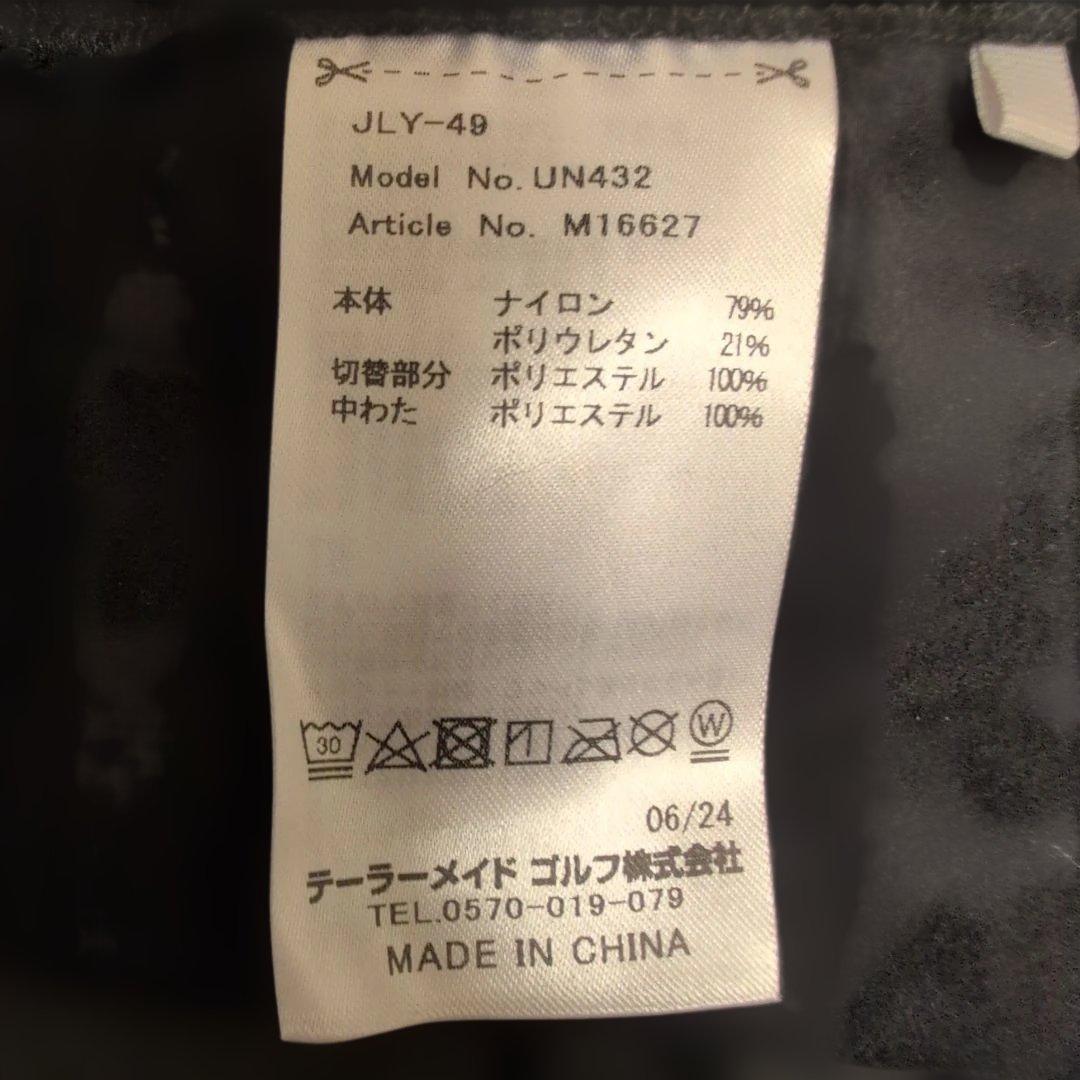 JLY-49
Model No. UN432
Article No. M16627
本体 ナイロン 79%
ポリウレタン 21%
切替部分 ポリエステル 100%
中わた ポリエステル 100%
30
W
06/24
テーラーメイド ゴルフ株式会社
TEL.0570-019-079
MADE IN CHINA